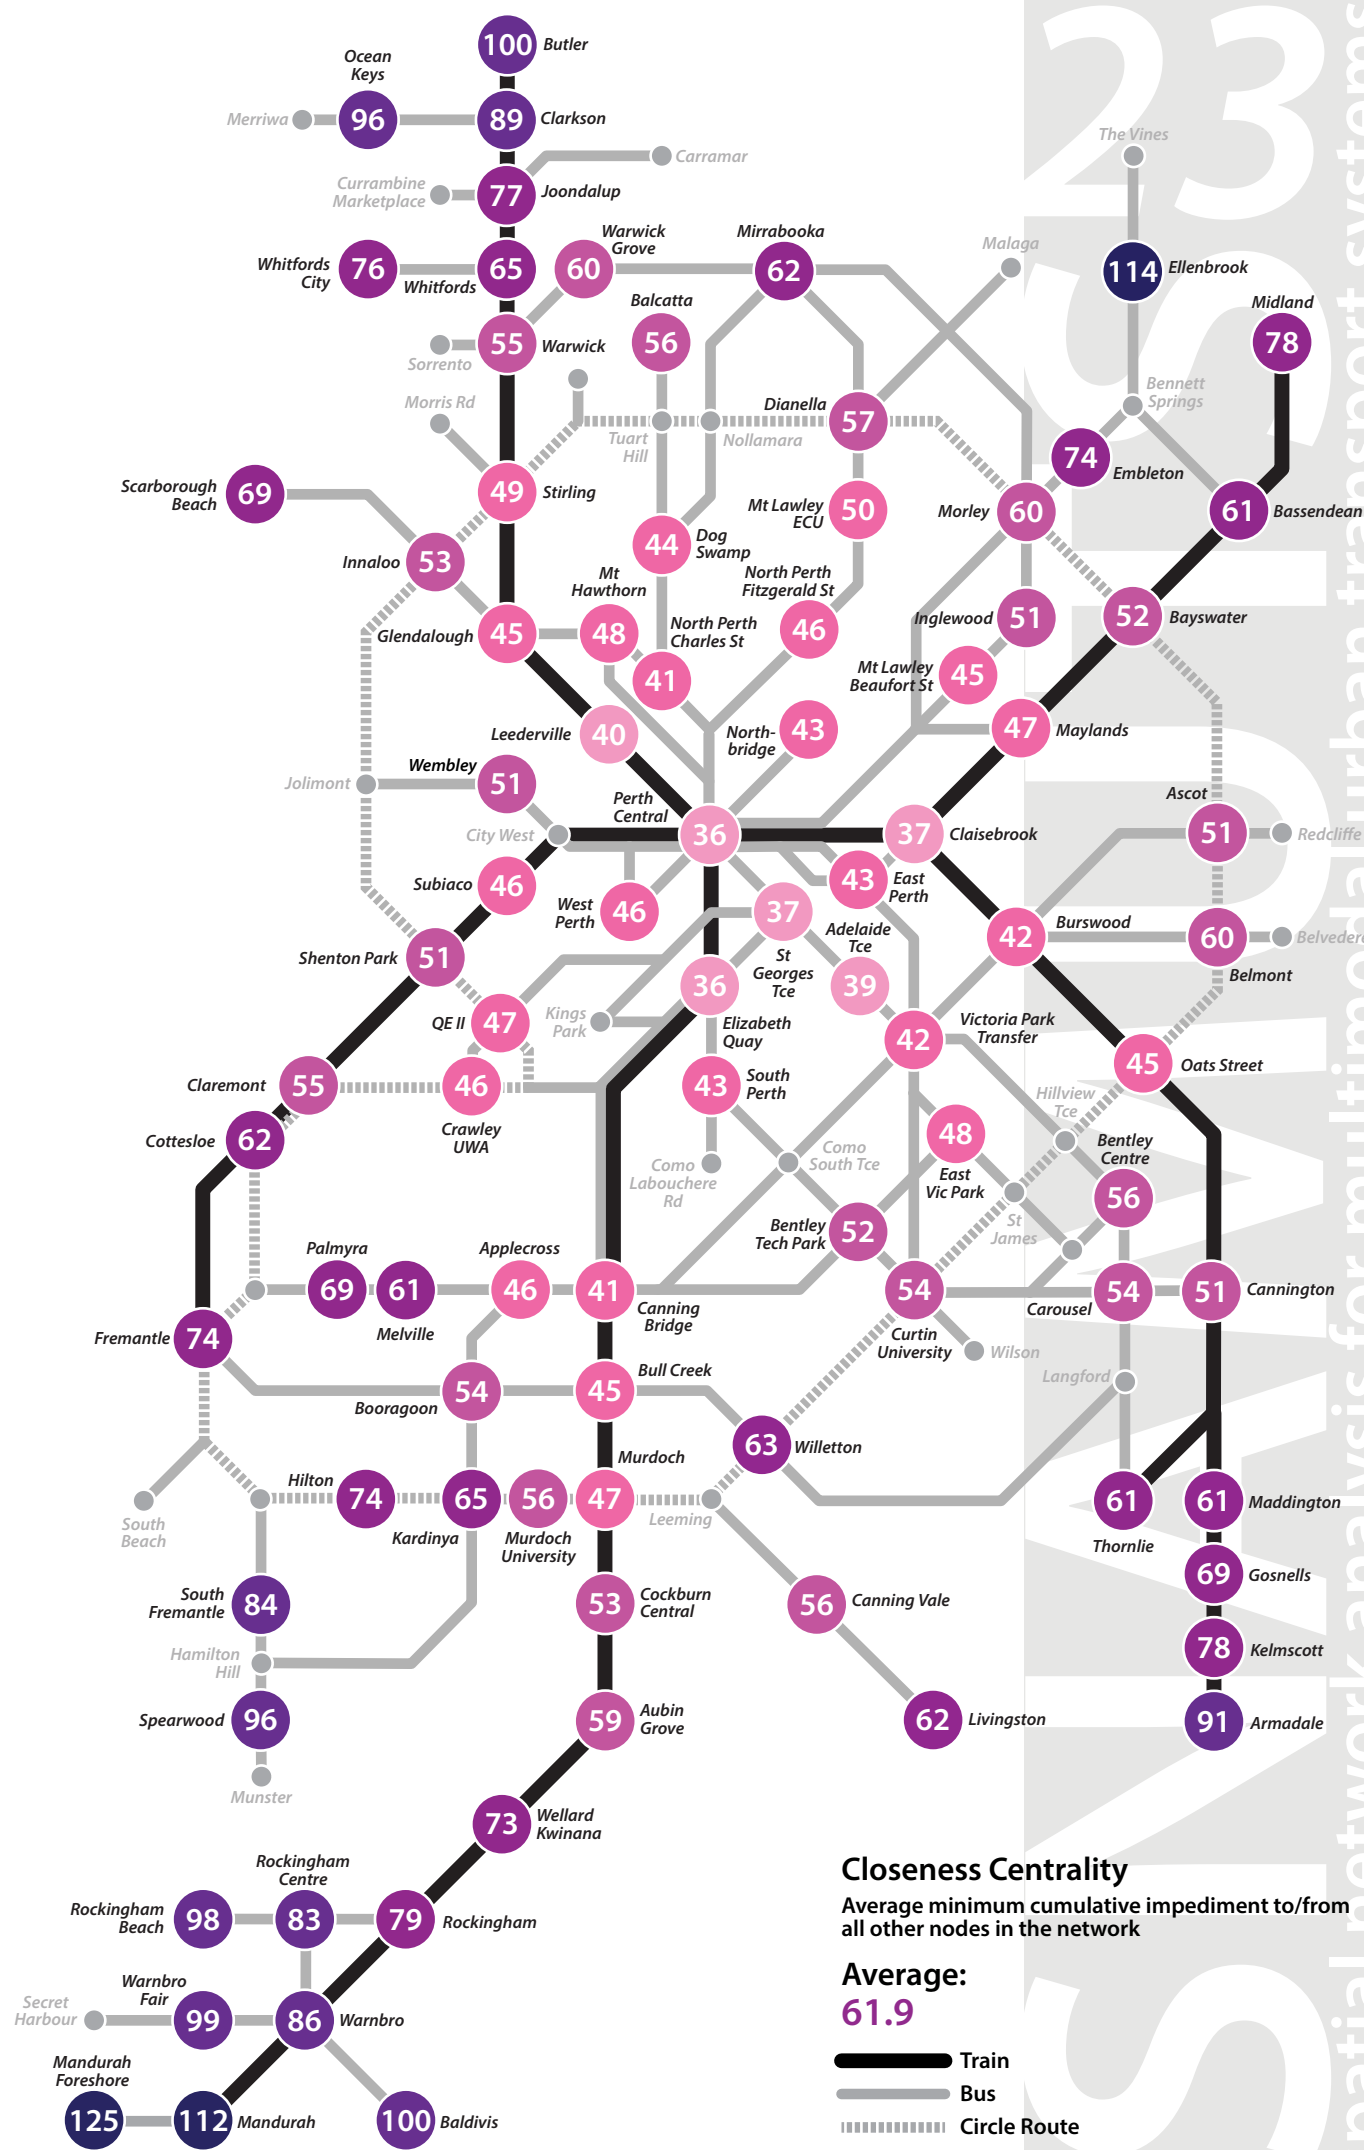 23
SNAMUTS
spatial network analysis for multimodal urban transport systems
100
Butler
Ocean
Keys
Merriwa
96
89
Clarkson
Carramar
The Vines
Currambine
Marketplace
77
Joondalup
Warwick
Grove
Mirrabooka
Malaga
Whitfords
City
76
65
Whitfords
60
62
114
Ellenbrook
Balcatta
Midland
55
Warwick
56
78
Sorrento
Bennett
Springs
Morris Rd
Dianella
57
Tuart
Hill
Nollamara
74
Embleton
Scarborough
Beach
69
49
Stirling
Mt Lawley
ECU
50
Morley
60
61
Bassendean
Innaloo
53
44
Dog
Swamp
Mt
Hawthorn
North Perth
Fitzgerald St
Glendalough
45
48
North Perth
Charles St
46
Inglewood
51
52
Bayswater
41
Mt Lawley
Beaufort St
45
Leederville
40
North-
bridge
43
47
Maylands
Wembley
Jolimont
51
Perth
Central
Ascot
City West
36
37
Claisebrook
51
Redcliffe
Subiaco
46
West
Perth
46
43
East
Perth
37
Adelaide
Tce
42
Burswood
60
Belvedere
Shenton Park
51
St
Georges
Tce
Belmont
36
39
QE II
47
Kings
Park
Elizabeth
Quay
42
Victoria Park
Transfer
45
Oats Street
Claremont
55
46
43
South
Perth
Hillview
Tce
Cottesloe
62
Crawley
UWA
48
Bentley
Centre
Como
Labouchere
Rd
Como
South Tce
East
Vic Park
56
Bentley
Tech Park
52
St
James
Palmyra
Applecross
69
61
46
41
54
54
51
Cannington
Melville
Canning
Bridge
Carousel
Fremantle
74
Curtin
University
Wilson
Bull Creek
Langford
54
45
Booragoon
63
Willetton
Murdoch
Hilton
74
65
56
47
61
61
Maddington
South
Beach
Kardinya
Murdoch
University
Leeming
Thornlie
69
Gosnells
South
Fremantle
84
53
Cockburn
Central
56
Canning Vale
Hamilton
Hill
78
Kelmscott
Spearwood
96
59
Aubin
Grove
62
Livingston
91
Armadale
Munster
73
Wellard
Kwinana
Rockingham
Centre
Rockingham
Beach
98
83
79
Rockingham
Warnbro
Fair
Secret
Harbour
99
86
Warnbro
Mandurah
Foreshore
125
112
Mandurah
100
Baldivis
Closeness Centrality
Average minimum cumulative impediment to/from
all other nodes in the network
Average:
61.9
Train
Bus
Circle Route